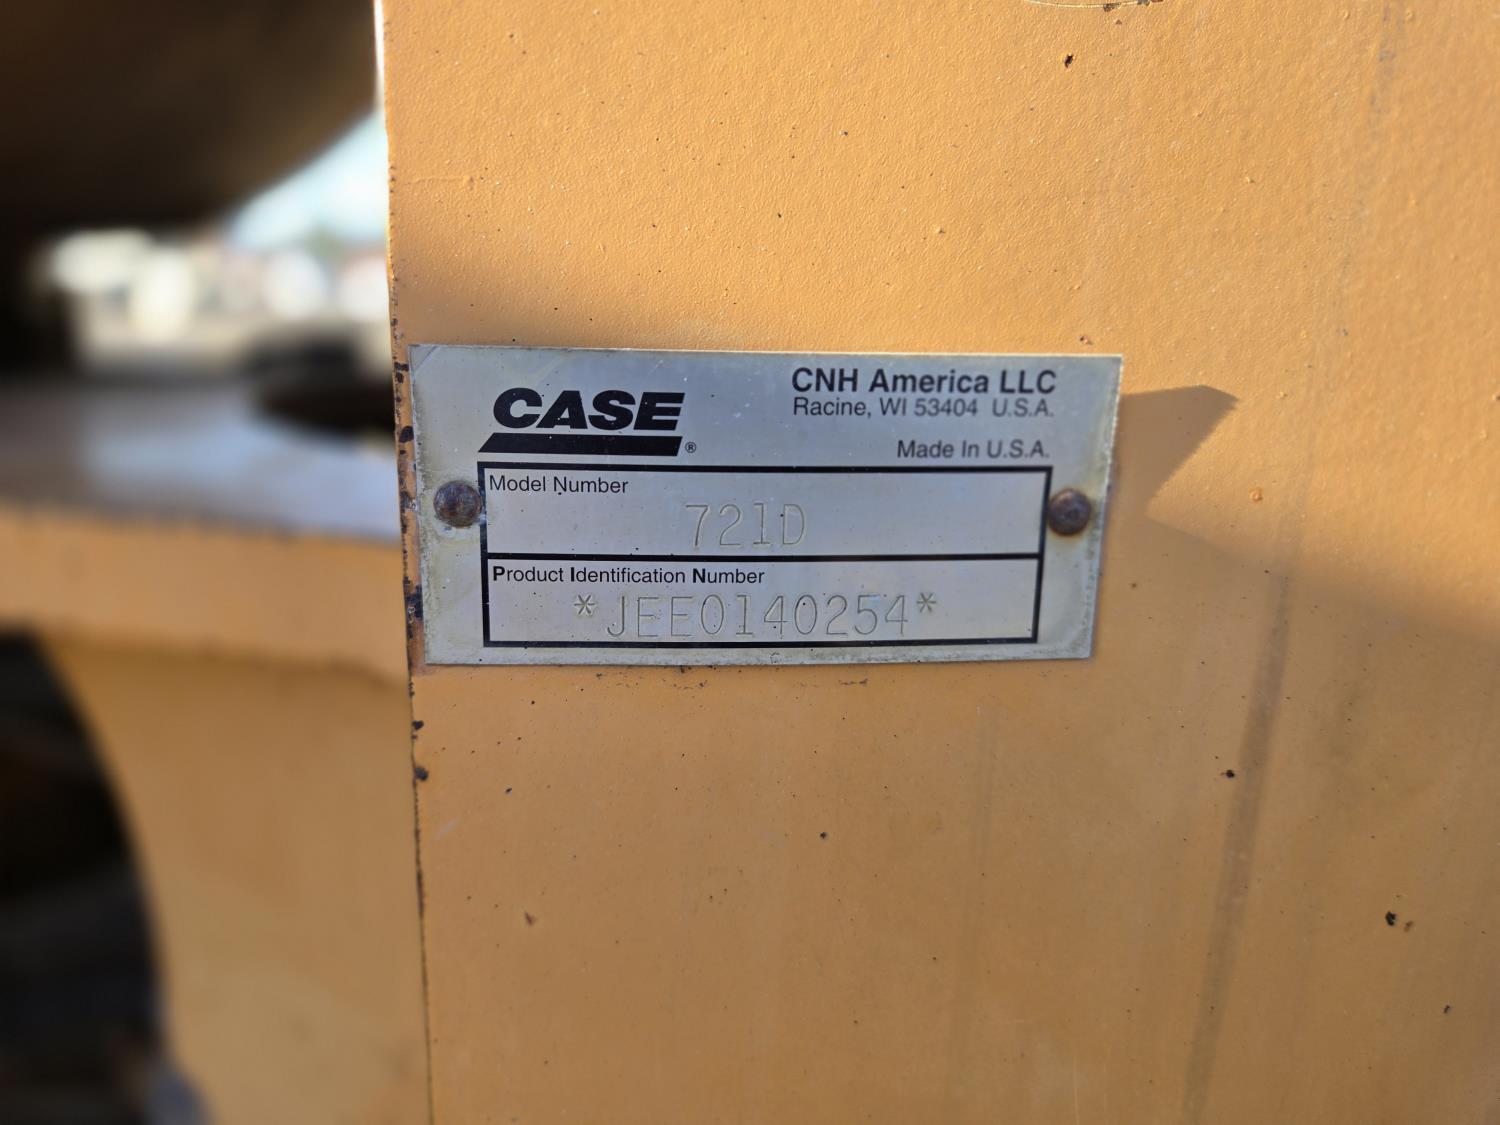 CASE®
CNH America LLC
Racine, WI 53404 U.S.A.
Made In U.S.A.
Model Number
721D
Product Identification Number
*JEE0140254*